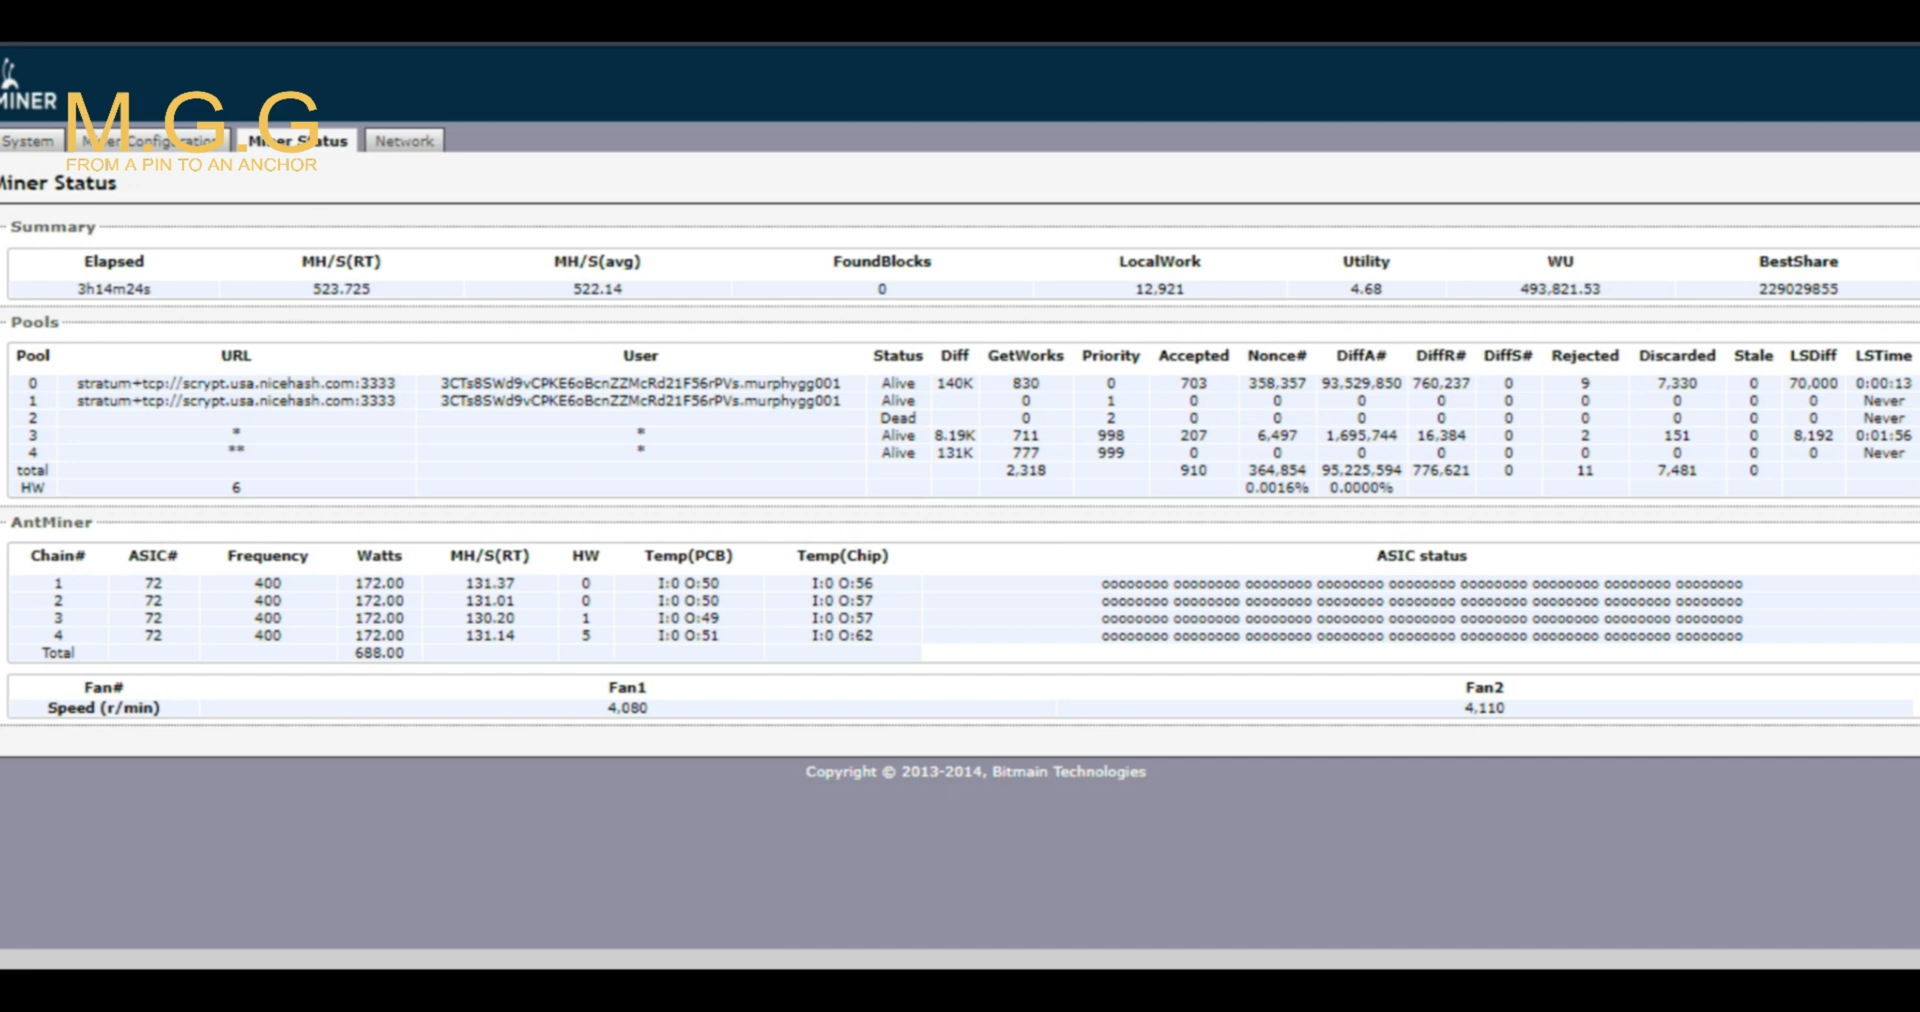 MINER
M.G.G
FROM A PIN TO AN ANCHOR
System Miner Configuration Miner Status Network
Miner Status
Summary
Elapsed MH/S(RT) MH/S(avg) FoundBlocks LocalWork Utility WU BestShare
3h14m24s 523.725 522.14 0 12,921 4.68 493,821.53 229029855
Pools
Pool URL User Status Diff GetWorks Priority Accepted Nonce# DiffA# DiffR# DiffS# Rejected Discarded Stale LSDiff LSTime
0 stratum+tcp://scrypt.usa.nicehash.com:3333 3CTs8SWd9vCPKE6oBcnZZMcRd21F56rPVs.murphygg001 Alive 140K 830 0 703 358,357 93,529,850 760,237 0 9 7,330 0 70,000 0:00:13
1 stratum+tcp://scrypt.usa.nicehash.com:3333 3CTs8SWd9vCPKE6oBcnZZMcRd21F56rPVs.murphygg001 Alive 0 1 0 0 0 0 0 0 0 0 0 Never
2 Dead 0 2 0 0 0 0 0 0 0 0 0 Never
3 * * Alive 8.19K 711 998 207 6,497 1,695,744 16,384 0 2 151 0 8,192 0:01:56
4 ** * Alive 131K 777 999 0 0 0 0 0 0 0 0 0 Never
total 2,318 910 364,854 95,225,594 776,621 0 11 7,481 0
HW 6 0.0016% 0.0000%
AntMiner
Chain# ASIC# Frequency Watts MH/S(RT) HW Temp(PCB) Temp(Chip) ASIC status
1 72 400 172.00 131.37 0 I:0 O:50 I:0 O:56 oooooooo oooooooo oooooooo oooooooo oooooooo oooooooo oooooooo oooooooo oooooooo
2 72 400 172.00 131.01 0 I:0 O:50 I:0 O:57 oooooooo oooooooo oooooooo oooooooo oooooooo oooooooo oooooooo oooooooo oooooooo
3 72 400 172.00 130.20 1 I:0 O:49 I:0 O:57 oooooooo oooooooo oooooooo oooooooo oooooooo oooooooo oooooooo oooooooo oooooooo
4 72 400 172.00 131.14 5 I:0 O:51 I:0 O:62 oooooooo oooooooo oooooooo oooooooo oooooooo oooooooo oooooooo oooooooo oooooooo
Total 688.00
Fan# Fan1 Fan2
Speed (r/min) 4,080 4,110
Copyright © 2013-2014, Bitmain Technologies